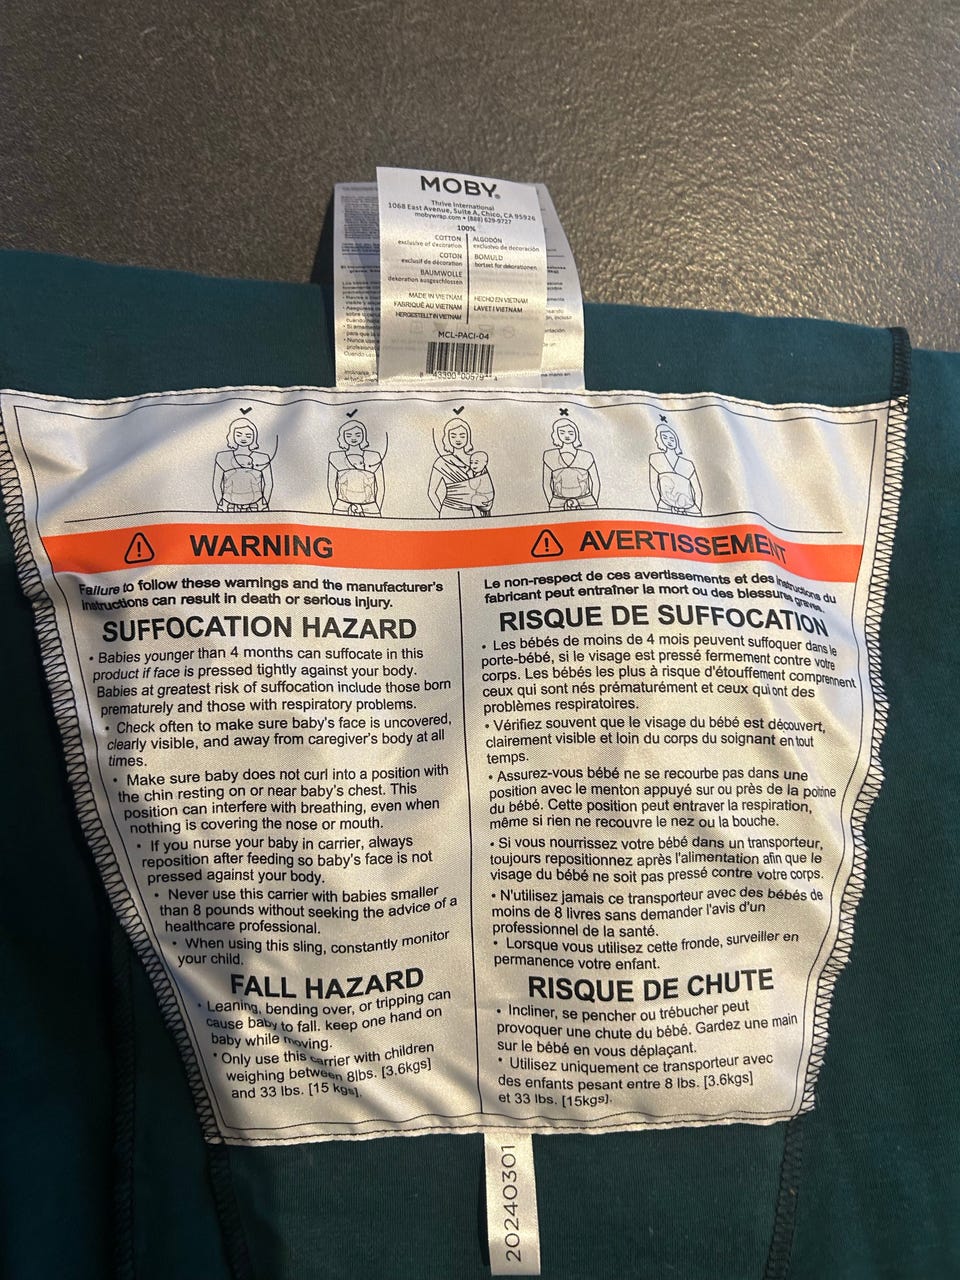 MOBY®
Thrive International
1068 East Avenue, Suite A, Chico, CA 95926
mobywrap.com • (888) 629-9727
100%
COTTON
exclusive of decoration
COTON
exclusif de décoration
BAUMWOLLE
dekoration ausgeschlossen
ALGODÓN
exclusivo de decoración
BOMULD
bortset for dekorationen
MADE IN VIETNAM
FABRIQUÉ AU VIETNAM
HERGESTELLT IN VIETNAM
HECHO EN VIETNAM
LAVET I VIETNAM
MCL-PACI-04
WARNING
Failure to follow these warnings and the manufacturer's
instructions can result in death or serious injury.
SUFFOCATION HAZARD
• Babies younger than 4 months can suffocate in this
product if face is pressed tightly against your body.
Babies at greatest risk of suffocation include those born
prematurely and those with respiratory problems.
• Check often to make sure baby's face is uncovered,
clearly visible, and away from caregiver's body at all
times.
• Make sure baby does not curl into a position with
the chin resting on or near baby's chest. This
position can interfere with breathing, even when
nothing is covering the nose or mouth.
• If you nurse your baby in carrier, always
reposition after feeding so baby's face is not
pressed against your body.
• Never use this carrier with babies smaller
than 8 pounds without seeking the advice of a
healthcare professional.
• When using this sling, constantly monitor
your child.
FALL HAZARD
• Leaning, bending over, or tripping can
cause baby to fall. keep one hand on
baby while moving.
• Only use this carrier with children
weighing between 8lbs. [3.6kgs]
and 33 lbs. [15 kgs].
AVERTISSEMENT
Le non-respect de ces avertissements et des instructions du
fabricant peut entraîner la mort ou des blessures graves.
RISQUE DE SUFFOCATION
• Les bébés de moins de 4 mois peuvent suffoquer dans le
porte-bébé, si le visage est pressé fermement contre votre
corps. Les bébés les plus à risque d'étouffement comprennent
ceux qui sont nés prématurément et ceux qui ont des
problèmes respiratoires.
• Vérifiez souvent que le visage du bébé est découvert,
clairement visible et loin du corps du soignant en tout
temps.
• Assurez-vous bébé ne se recourbe pas dans une
position avec le menton appuyé sur ou près de la poitrine
du bébé. Cette position peut entraver la respiration,
même si rien ne recouvre le nez ou la bouche.
• Si vous nourrissez votre bébé dans un transporteur,
toujours repositionnez après l'alimentation afin que le
visage du bébé ne soit pas pressé contre votre corps.
• N'utilisez jamais ce transporteur avec des bébés de
moins de 8 livres sans demander l'avis d'un
professionnel de la santé.
• Lorsque vous utilisez cette fronde, surveiller en
permanence votre enfant.
RISQUE DE CHUTE
• Incliner, se pencher ou trébucher peut
provoquer une chute du bébé. Gardez une main
sur le bébé en vous déplaçant.
• Utilisez uniquement ce transporteur avec
des enfants pesant entre 8 lbs. [3.6kgs]
et 33 lbs. [15kgs].
20240301